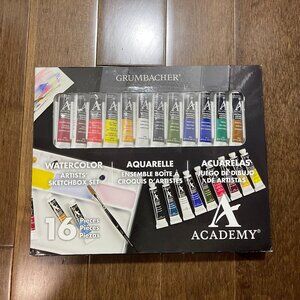 GRUMBACHER®
WATERCOLOR
ARTISTS'
SKETCHBOX SET
AQUARELLE
ENSEMBLE BOÎTE À
CROQUIS D'ARTISTES
ACUARELAS
JUEGO DE DIBUJO
DE ARTISTAS
16 Pieces
Pièces
Piezas
A
ACADEMY®